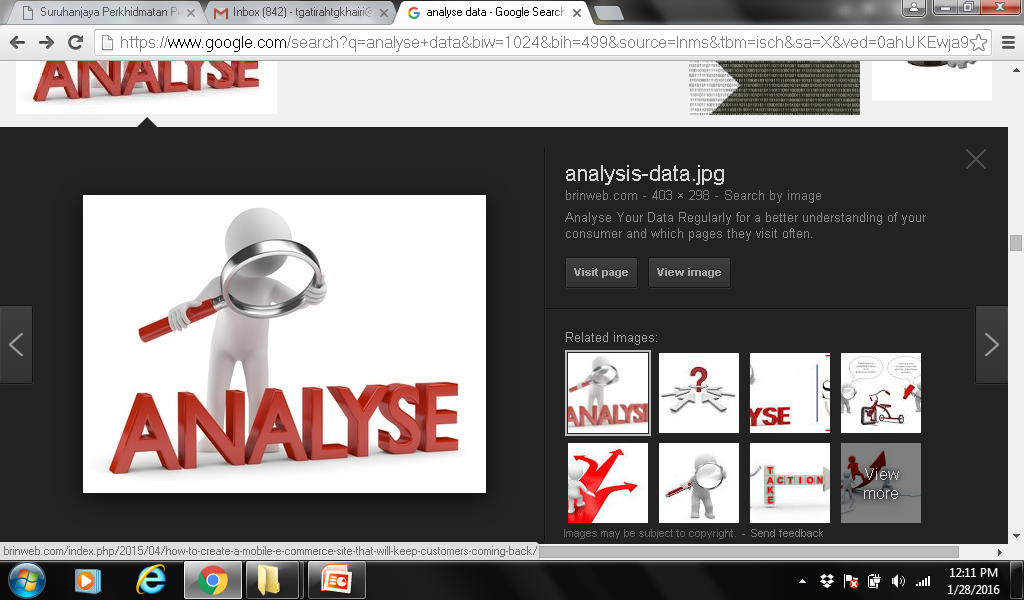 Suruhanjaya Perkhidmatan P
Inbox (842) - tgatirahtgkhairi@
analyse data - Google Search
https://www.google.com/search?q=analyse+data&biw=1024&bih=499&source=lnms&tbm=isch&sa=X&ved=0ahUKEwja9
ANALYSE
analysis-data.jpg
brinweb.com - 403 × 298 - Search by image
Analyse Your Data Regularly for a better understanding of your
consumer and which pages they visit often.
Visit page
View image
ANALYSE
Related images:
ANALYSE
?
YSE
TAKE
ACTION
View
more
Images may be subject to copyright. - Send feedback
brinweb.com/index.php/2015/04/how-to-create-a-mobile-e-commerce-site-that-will-keep-customers-coming-back/
12:11 PM
1/28/2016